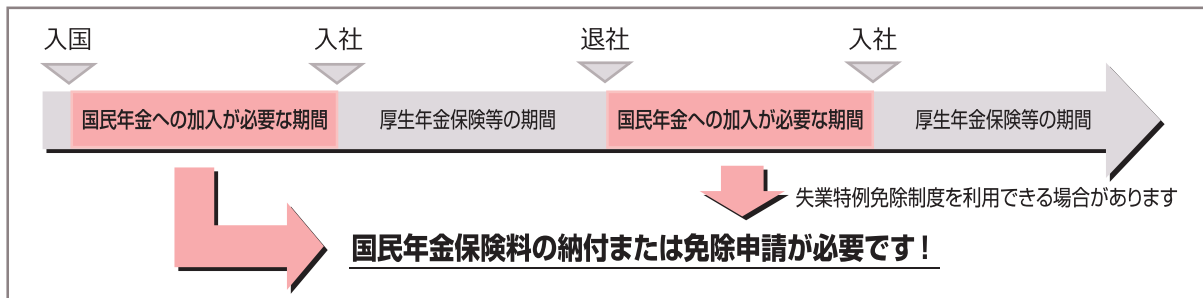 入国
入社
退社
入社
国民年金への加入が必要な期間
厚生年金保険等の期間
国民年金への加入が必要な期間
厚生年金保険等の期間
失業特例免除制度を利用できる場合があります
国民年金保険料の納付または免除申請が必要です!